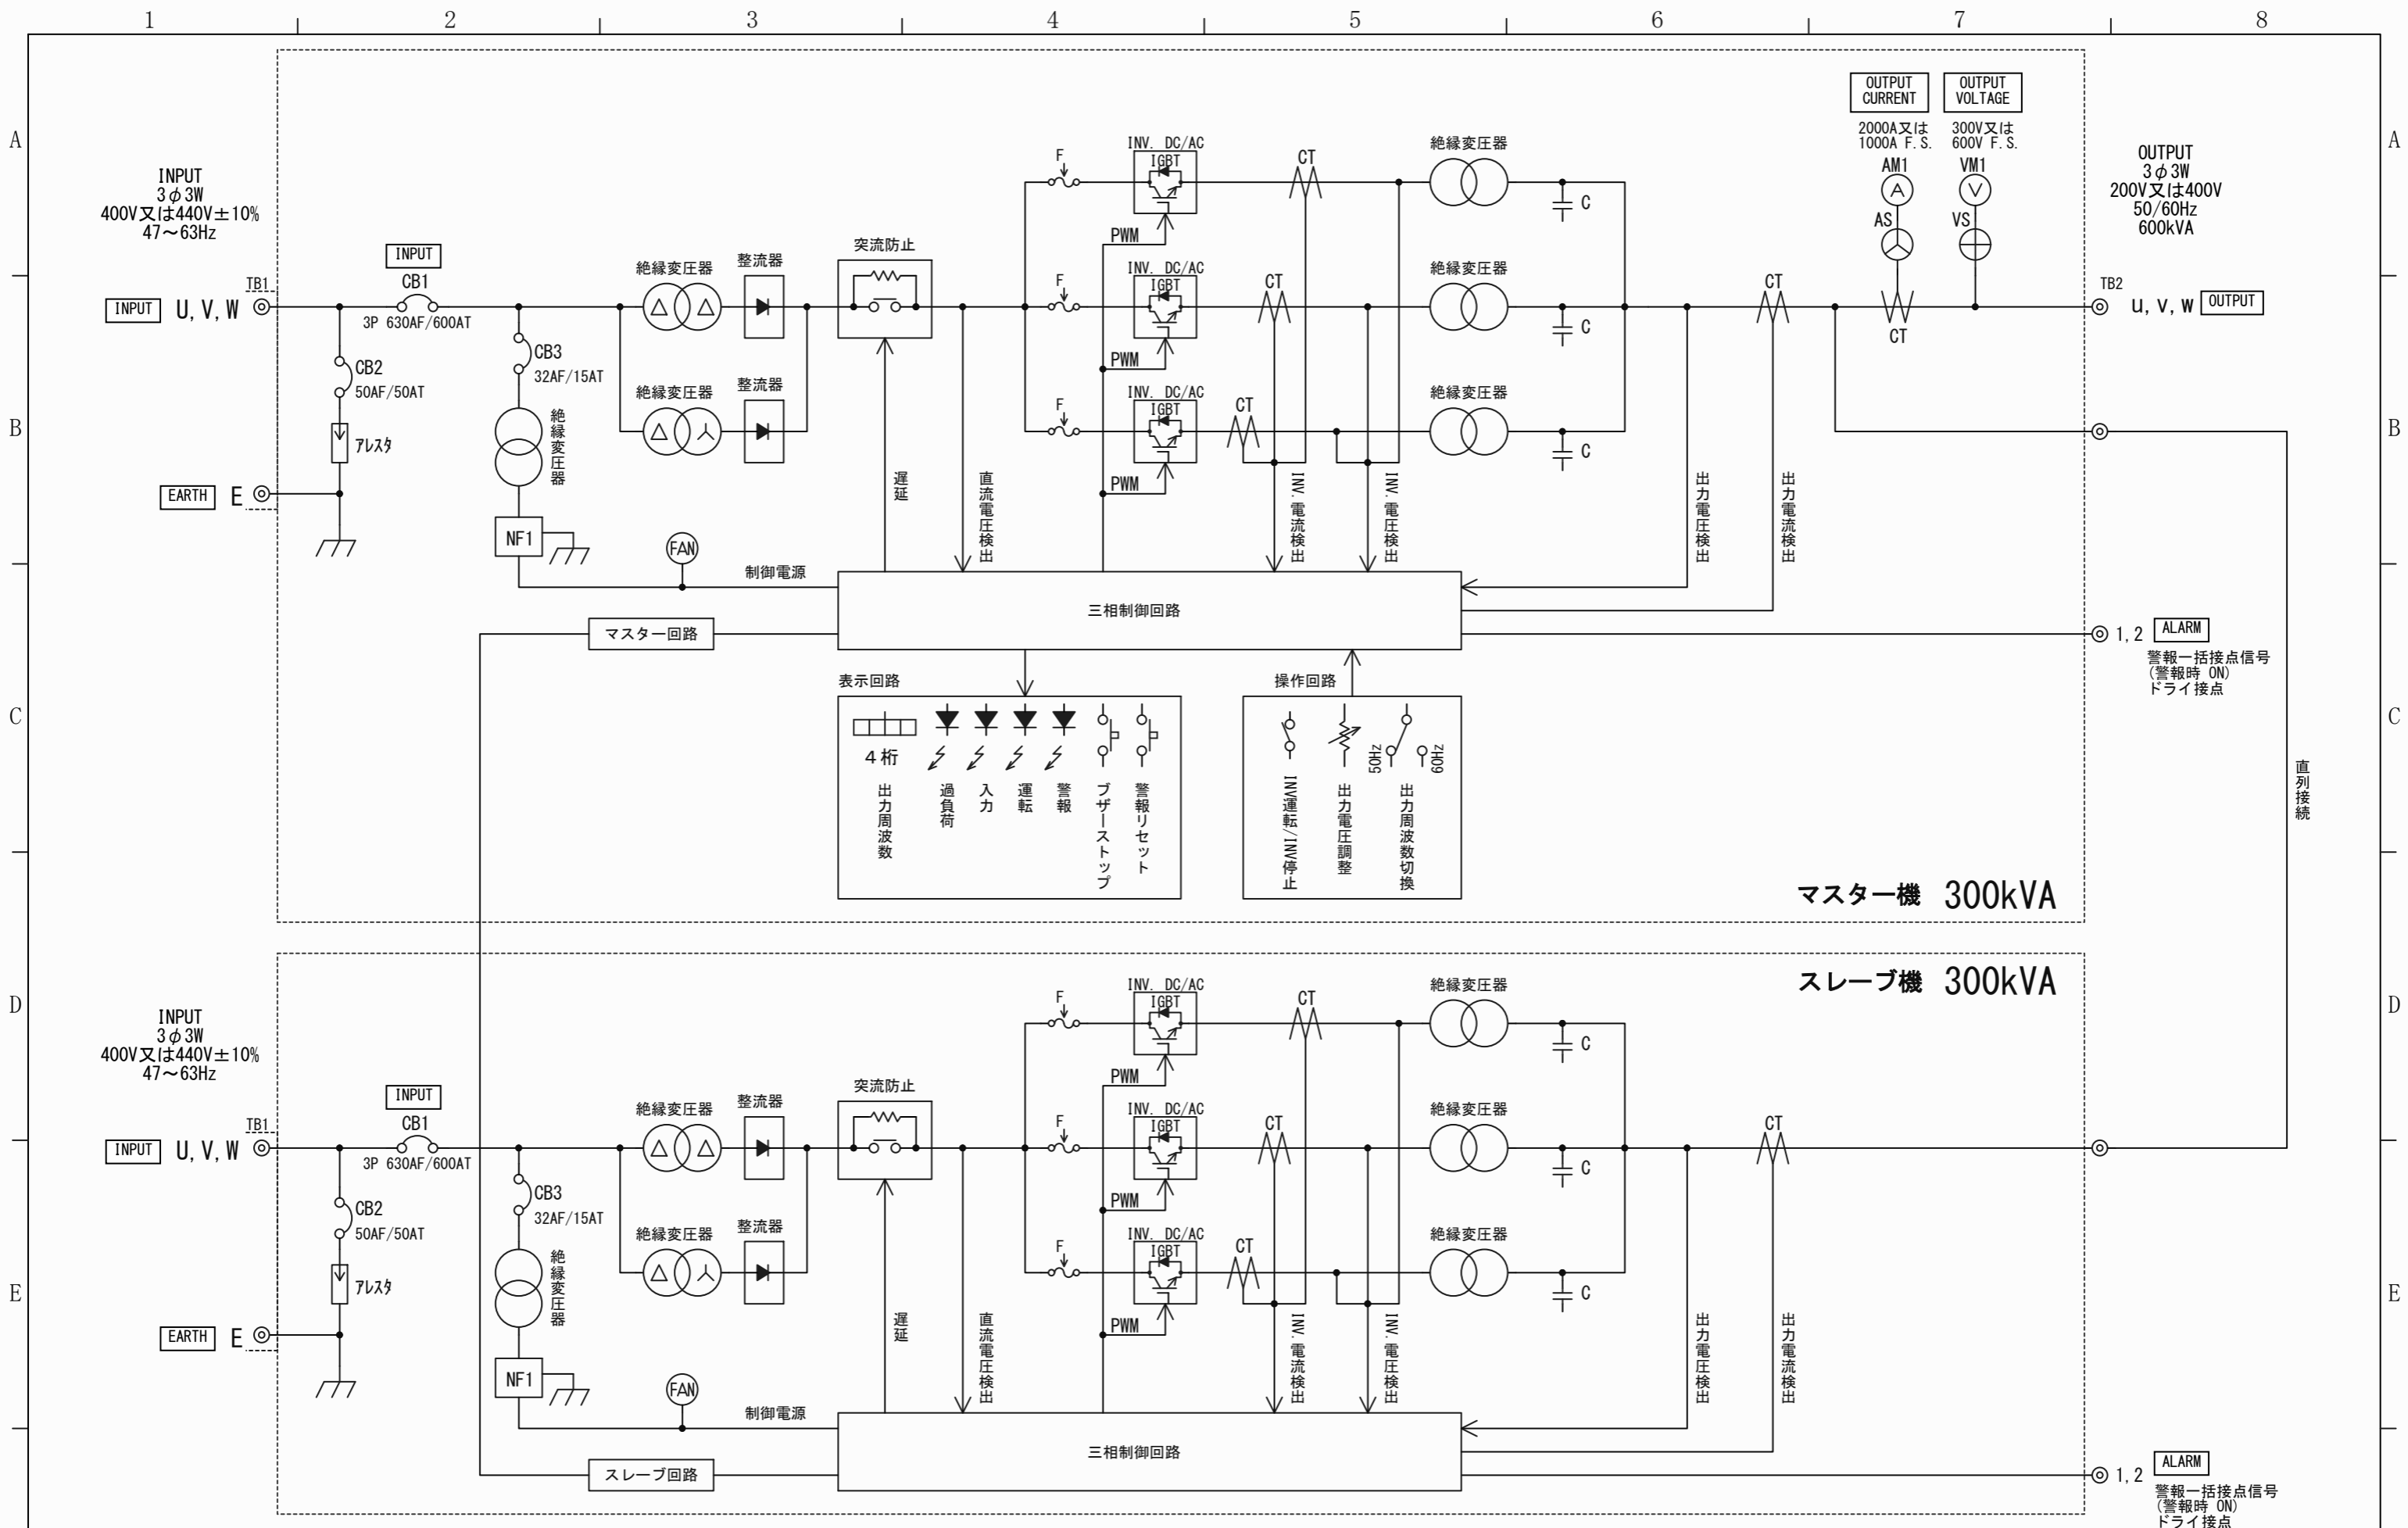 1 2 3 4 5 6 7 8
A
A
OUTPUT
CURRENT
OUTPUT
VOLTAGE
2000A又は
1000A F.S.
300V又は
600V F.S.
AM1
VM1
A
V
AS
VS
INPUT
3φ3W
400V又は440V±10%
47～63Hz
OUTPUT
3φ3W
200V又は400V
50/60Hz
600kVA
F
INV. DC/AC
IGBT
CT
絶縁変圧器
C
PWM
INPUT
CB1
3P 630AF/600AT
TB1
INPUT
U, V, W
絶縁変圧器
整流器
突流防止
F
INV. DC/AC
IGBT
CT
絶縁変圧器
C
PWM
CT
CT
TB2
u, v, w
OUTPUT
B
B
CB2
50AF/50AT
アレスタ
CB3
32AF/15AT
絶縁変圧器
絶縁変圧器
整流器
F
INV. DC/AC
IGBT
CT
絶縁変圧器
C
PWM
EARTH
E
NF1
FAN
制御電源
遅延
直流電圧検出
INV. 電流検出
INV. 電圧検出
出力電圧検出
出力電流検出
三相制御回路
マスター回路
1, 2
ALARM
警報一括接点信号
(警報時 ON)
ドライ接点
C
C
表示回路
4桁
出力周波数
過負荷
入力
運転
警報
ブザーストップ
警報リセット
操作回路
INV運転/INV停止
出力電圧調整
50Hz
60Hz
出力周波数切換
直列接続
マスター機 300kVA
スレーブ機 300kVA
D
D
INPUT
3φ3W
400V又は440V±10%
47～63Hz
F
INV. DC/AC
IGBT
CT
絶縁変圧器
C
PWM
INPUT
CB1
3P 630AF/600AT
TB1
INPUT
U, V, W
絶縁変圧器
整流器
突流防止
F
INV. DC/AC
IGBT
CT
絶縁変圧器
C
PWM
CT
E
E
CB2
50AF/50AT
アレスタ
CB3
32AF/15AT
絶縁変圧器
絶縁変圧器
整流器
F
INV. DC/AC
IGBT
CT
絶縁変圧器
C
PWM
EARTH
E
NF1
FAN
制御電源
遅延
直流電圧検出
INV. 電流検出
INV. 電圧検出
出力電圧検出
出力電流検出
三相制御回路
スレーブ回路
1, 2
ALARM
警報一括接点信号
(警報時 ON)
ドライ接点